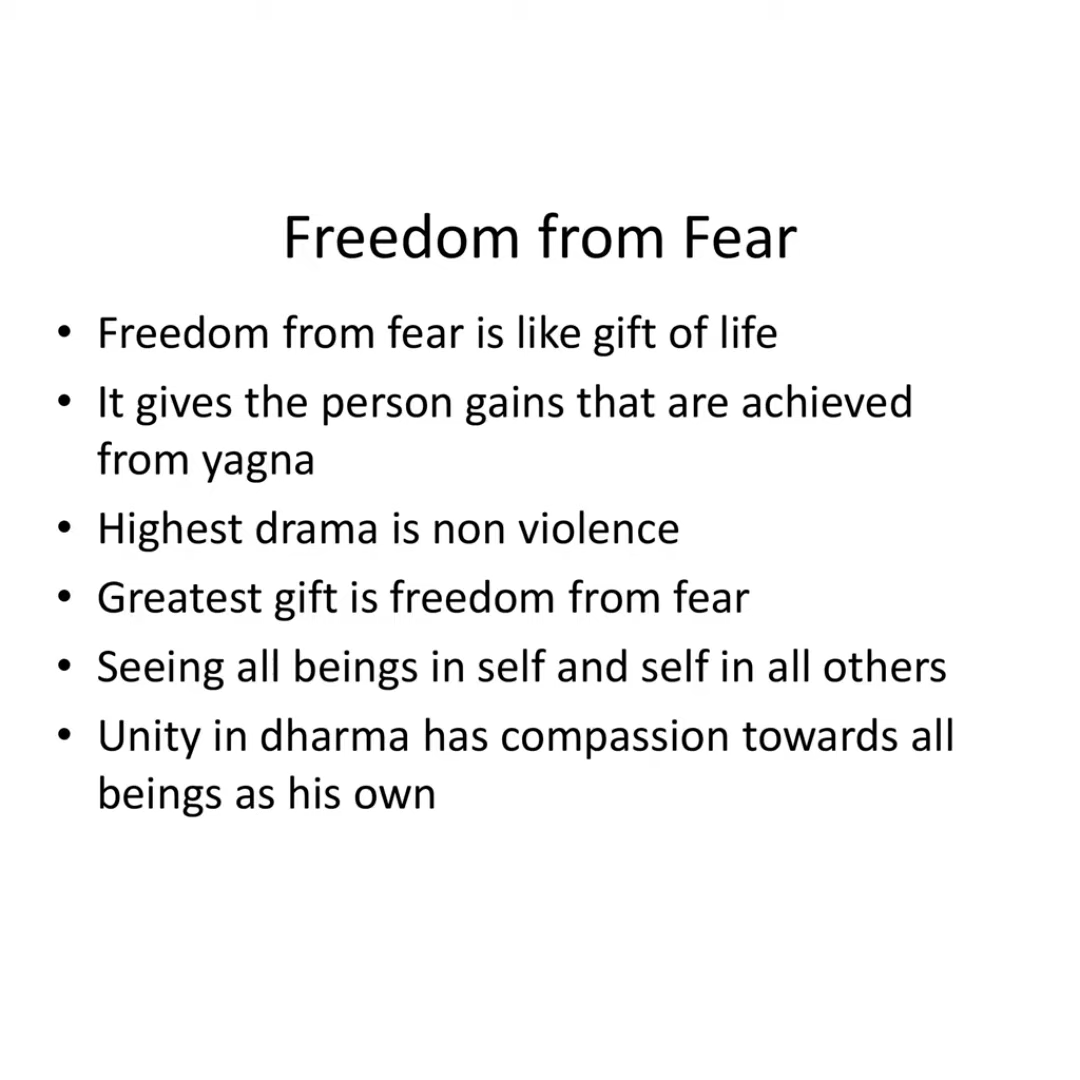 Freedom from Fear
• Freedom from fear is like gift of life
• It gives the person gains that are achieved
from yagna
• Highest drama is non violence
• Greatest gift is freedom from fear
• Seeing all beings in self and self in all others
• Unity in dharma has compassion towards all
beings as his own